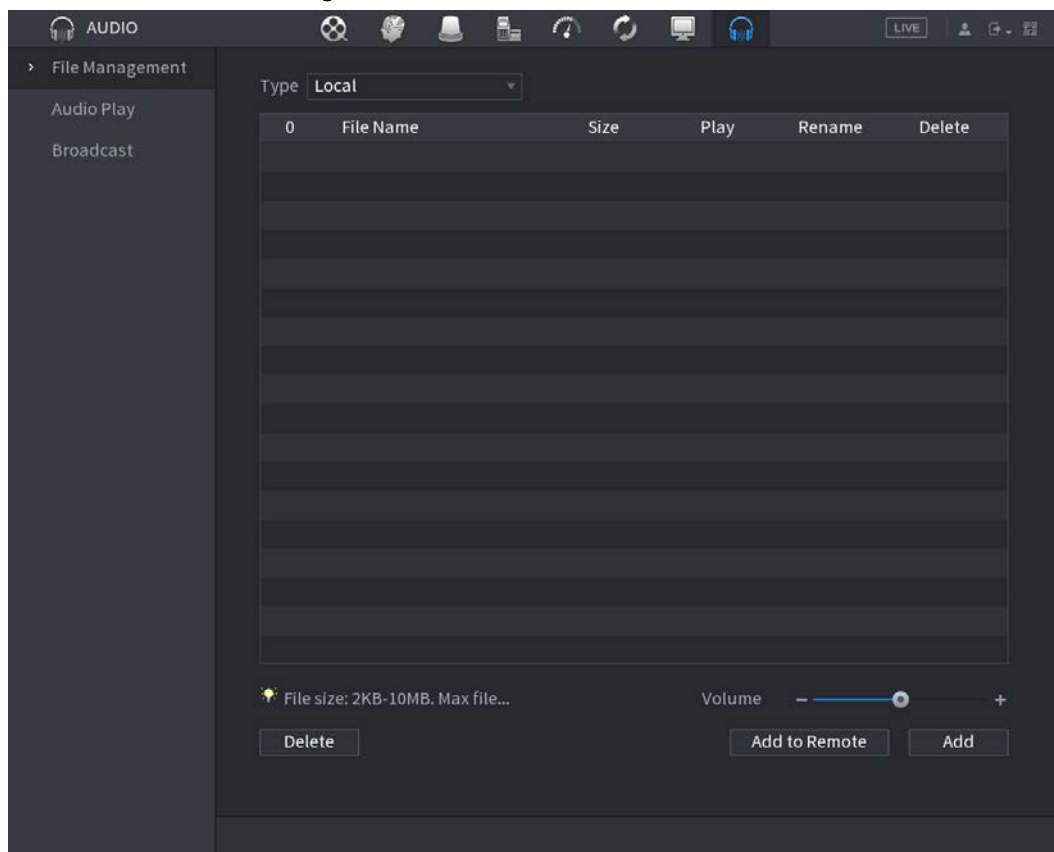 AUDIO LIVE
File Management
Audio Play
Broadcast
Type Local
0 File Name Size Play Rename Delete
File size: 2KB-10MB. Max file... Volume - +
Delete Add to Remote Add